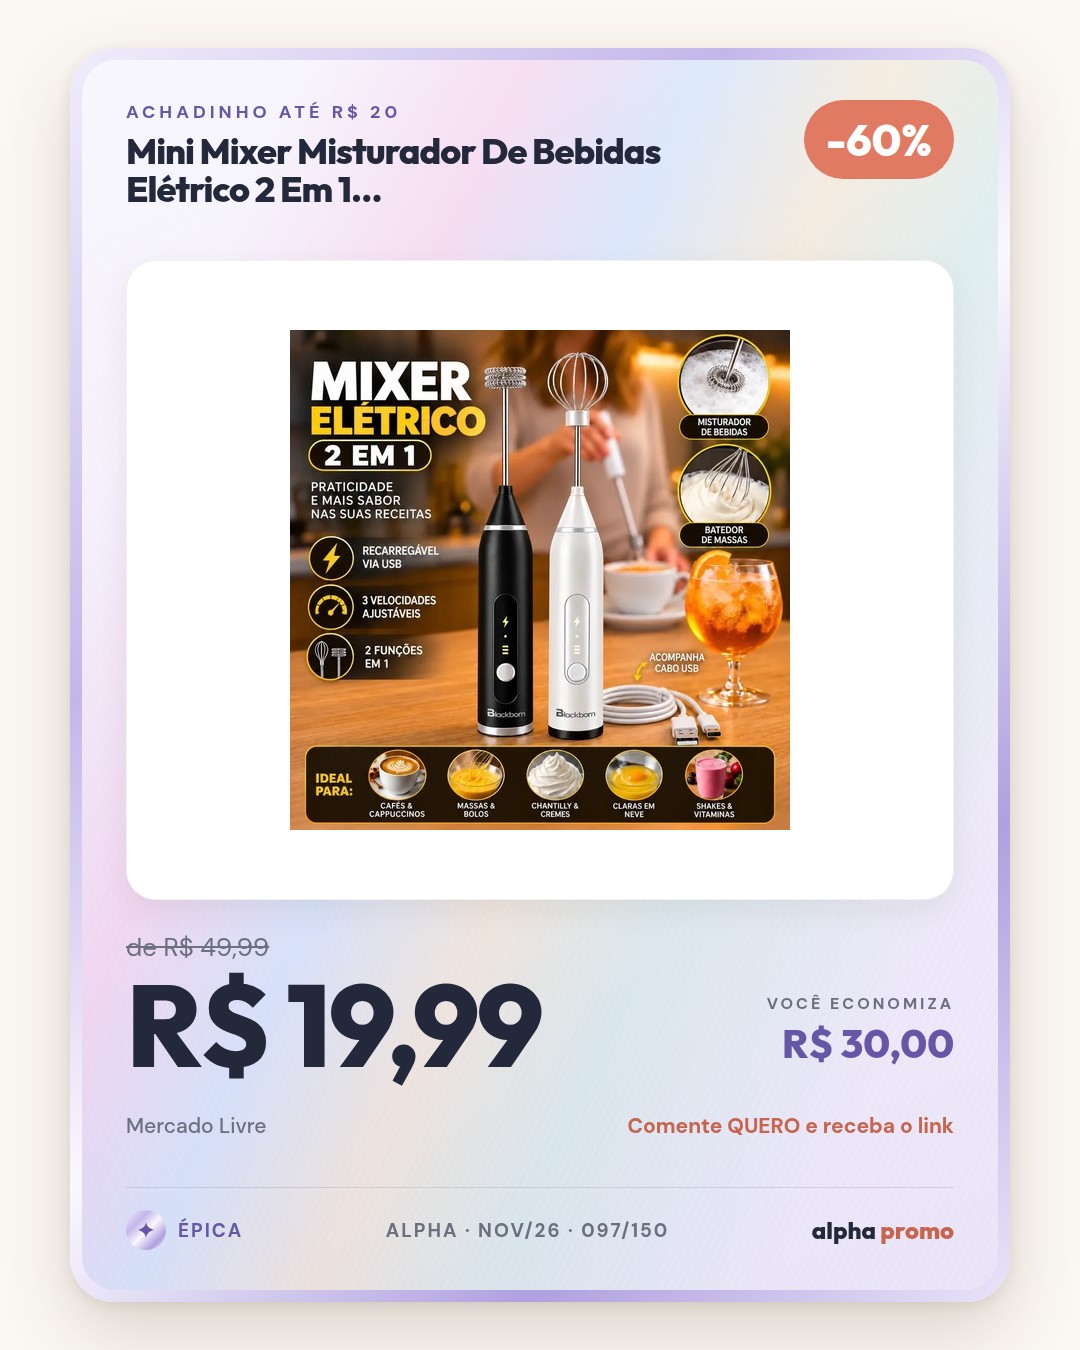 ACHADINHO ATÉ R$ 20
Mini Mixer Misturador De Bebidas
Elétrico 2 Em 1...
-60%
MIXER
ELÉTRICO
2 EM 1
PRATICIDADE
E MAIS SABOR
NAS SUAS RECEITAS
RECARREGÁVEL
VIA USB
3 VELOCIDADES
AJUSTÁVEIS
2 FUNÇÕES
EM 1
MISTURADOR
DE BEBIDAS
BATEDOR
DE MASSAS
ACOMPANHA
CABO USB
Blackborn
Blackborn
IDEAL
PARA:
CAFÉS &
CAPPUCCINOS
MASSAS &
BOLOS
CHANTILLY &
CREMES
CLARAS EM
NEVE
SHAKES &
VITAMINAS
de R$ 49,99
R$ 19,99
VOCÊ ECONOMIZA
R$ 30,00
Mercado Livre
Comente QUERO e receba o link
ÉPICA
ALPHA · NOV/26 · 097/150
alpha promo